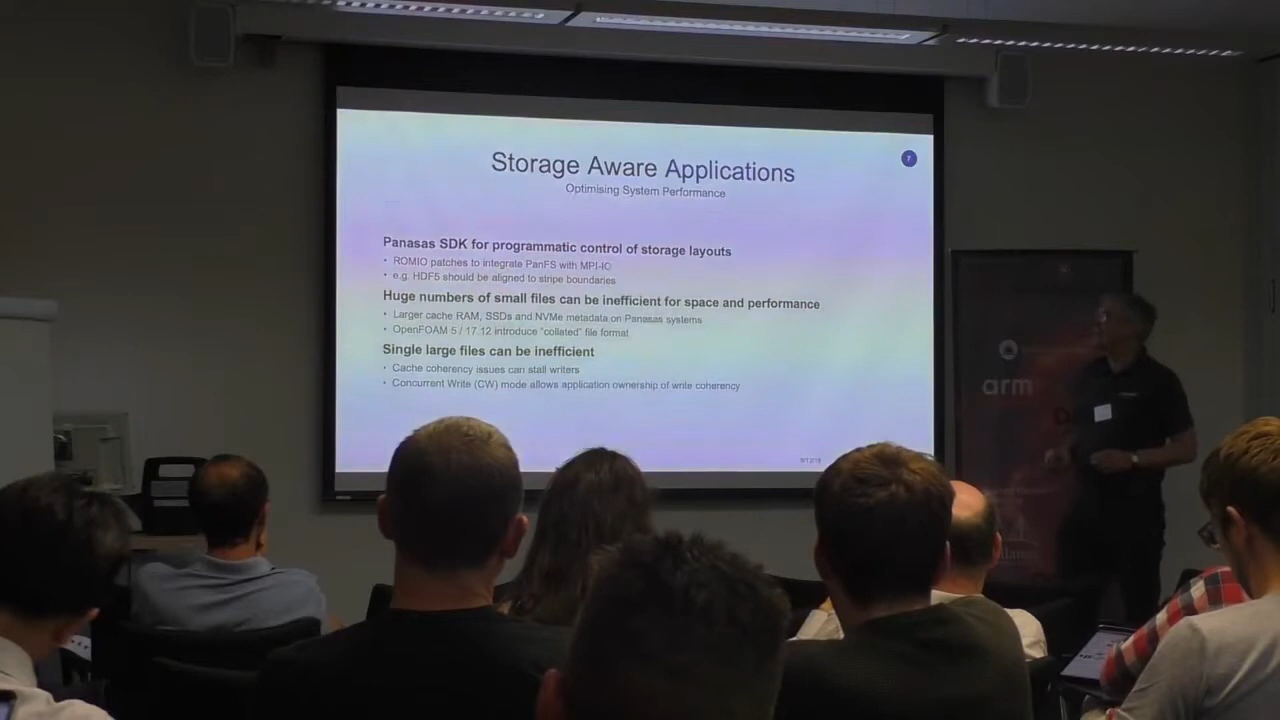 7
Storage Aware Applications
Optimising System Performance
Panasas SDK for programmatic control of storage layouts
• ROMIO patches to integrate PanFS with MPI-IO
• e.g. HDF5 should be aligned to stripe boundaries
Huge numbers of small files can be inefficient for space and performance
• Larger cache RAM, SSDs and NVMe metadata on Panasas systems
• OpenFOAM 5 / 17.12 introduce "collated" file format
Single large files can be inefficient
• Cache coherency issues can stall writers
• Concurrent Write (CW) mode allows application ownership of write coherency
arm